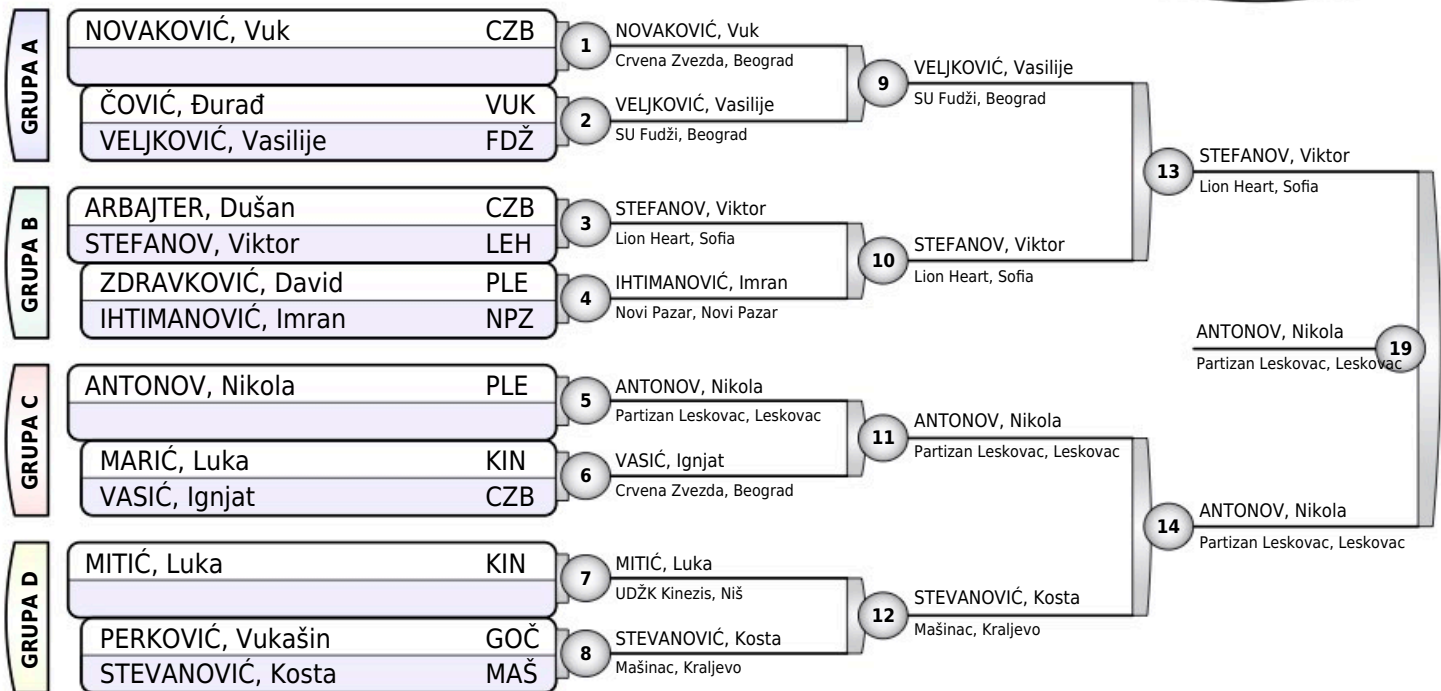 GRUPA A
NOVAKOVIĆ, Vuk CZB
ČOVIĆ, Đurađ VUK
VELJKOVIĆ, Vasilije FDŽ
1
NOVAKOVIĆ, Vuk
Crvena Zvezda, Beograd
2
VELJKOVIĆ, Vasilije
SU Fudži, Beograd
9
VELJKOVIĆ, Vasilije
SU Fudži, Beograd
GRUPA B
ARBAJTER, Dušan CZB
STEFANOV, Viktor LEH
ZDRAVKOVIĆ, David PLE
IHTIMANOVIĆ, Imran NPZ
3
STEFANOV, Viktor
Lion Heart, Sofia
4
IHTIMANOVIĆ, Imran
Novi Pazar, Novi Pazar
10
STEFANOV, Viktor
Lion Heart, Sofia
13
STEFANOV, Viktor
Lion Heart, Sofia
GRUPA C
ANTONOV, Nikola PLE
MARIĆ, Luka KIN
VASIĆ, Ignjat CZB
5
ANTONOV, Nikola
Partizan Leskovac, Leskovac
6
VASIĆ, Ignjat
Crvena Zvezda, Beograd
11
ANTONOV, Nikola
Partizan Leskovac, Leskovac
GRUPA D
MITIĆ, Luka KIN
PERKOVIĆ, Vukašin GOČ
STEVANOVIĆ, Kosta MAŠ
7
MITIĆ, Luka
UDŽK Kinezis, Niš
8
STEVANOVIĆ, Kosta
Mašinac, Kraljevo
12
STEVANOVIĆ, Kosta
Mašinac, Kraljevo
14
ANTONOV, Nikola
Partizan Leskovac, Leskovac
ANTONOV, Nikola
Partizan Leskovac, Leskovac
19